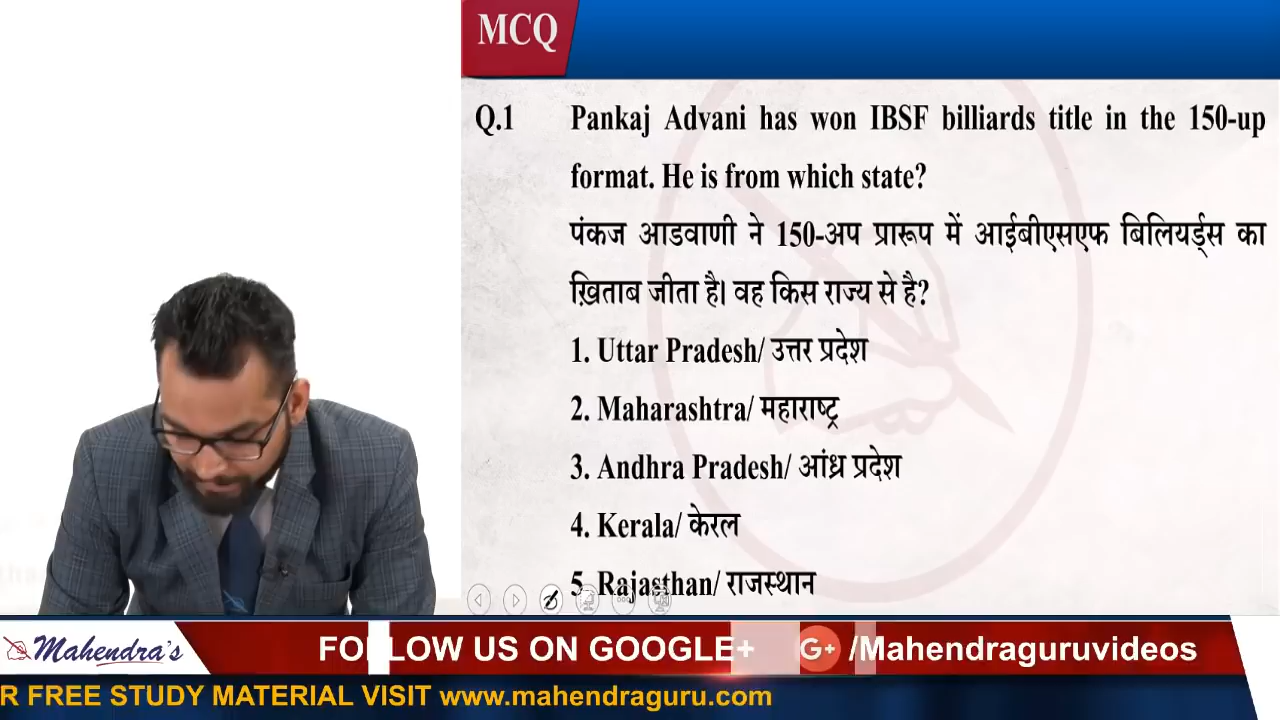 MCQ
Q.1 Pankaj Advani has won IBSF billiards title in the 150-up
format. He is from which state?
पंकज आडवाणी ने 150-अप प्रारूप में आईबीएसएफ बिलियर्ड्स का
ख़िताब जीता है। वह किस राज्य से है?
1. Uttar Pradesh/ उत्तर प्रदेश
2. Maharashtra/ महाराष्ट्र
3. Andhra Pradesh/ आंध्र प्रदेश
4. Kerala/ केरल
5. Rajasthan/ राजस्थान
Mahendra's
FOLLOW US ON GOOGLE+ G+ /Mahendraguruvideos
R FREE STUDY MATERIAL VISIT www.mahendraguru.com